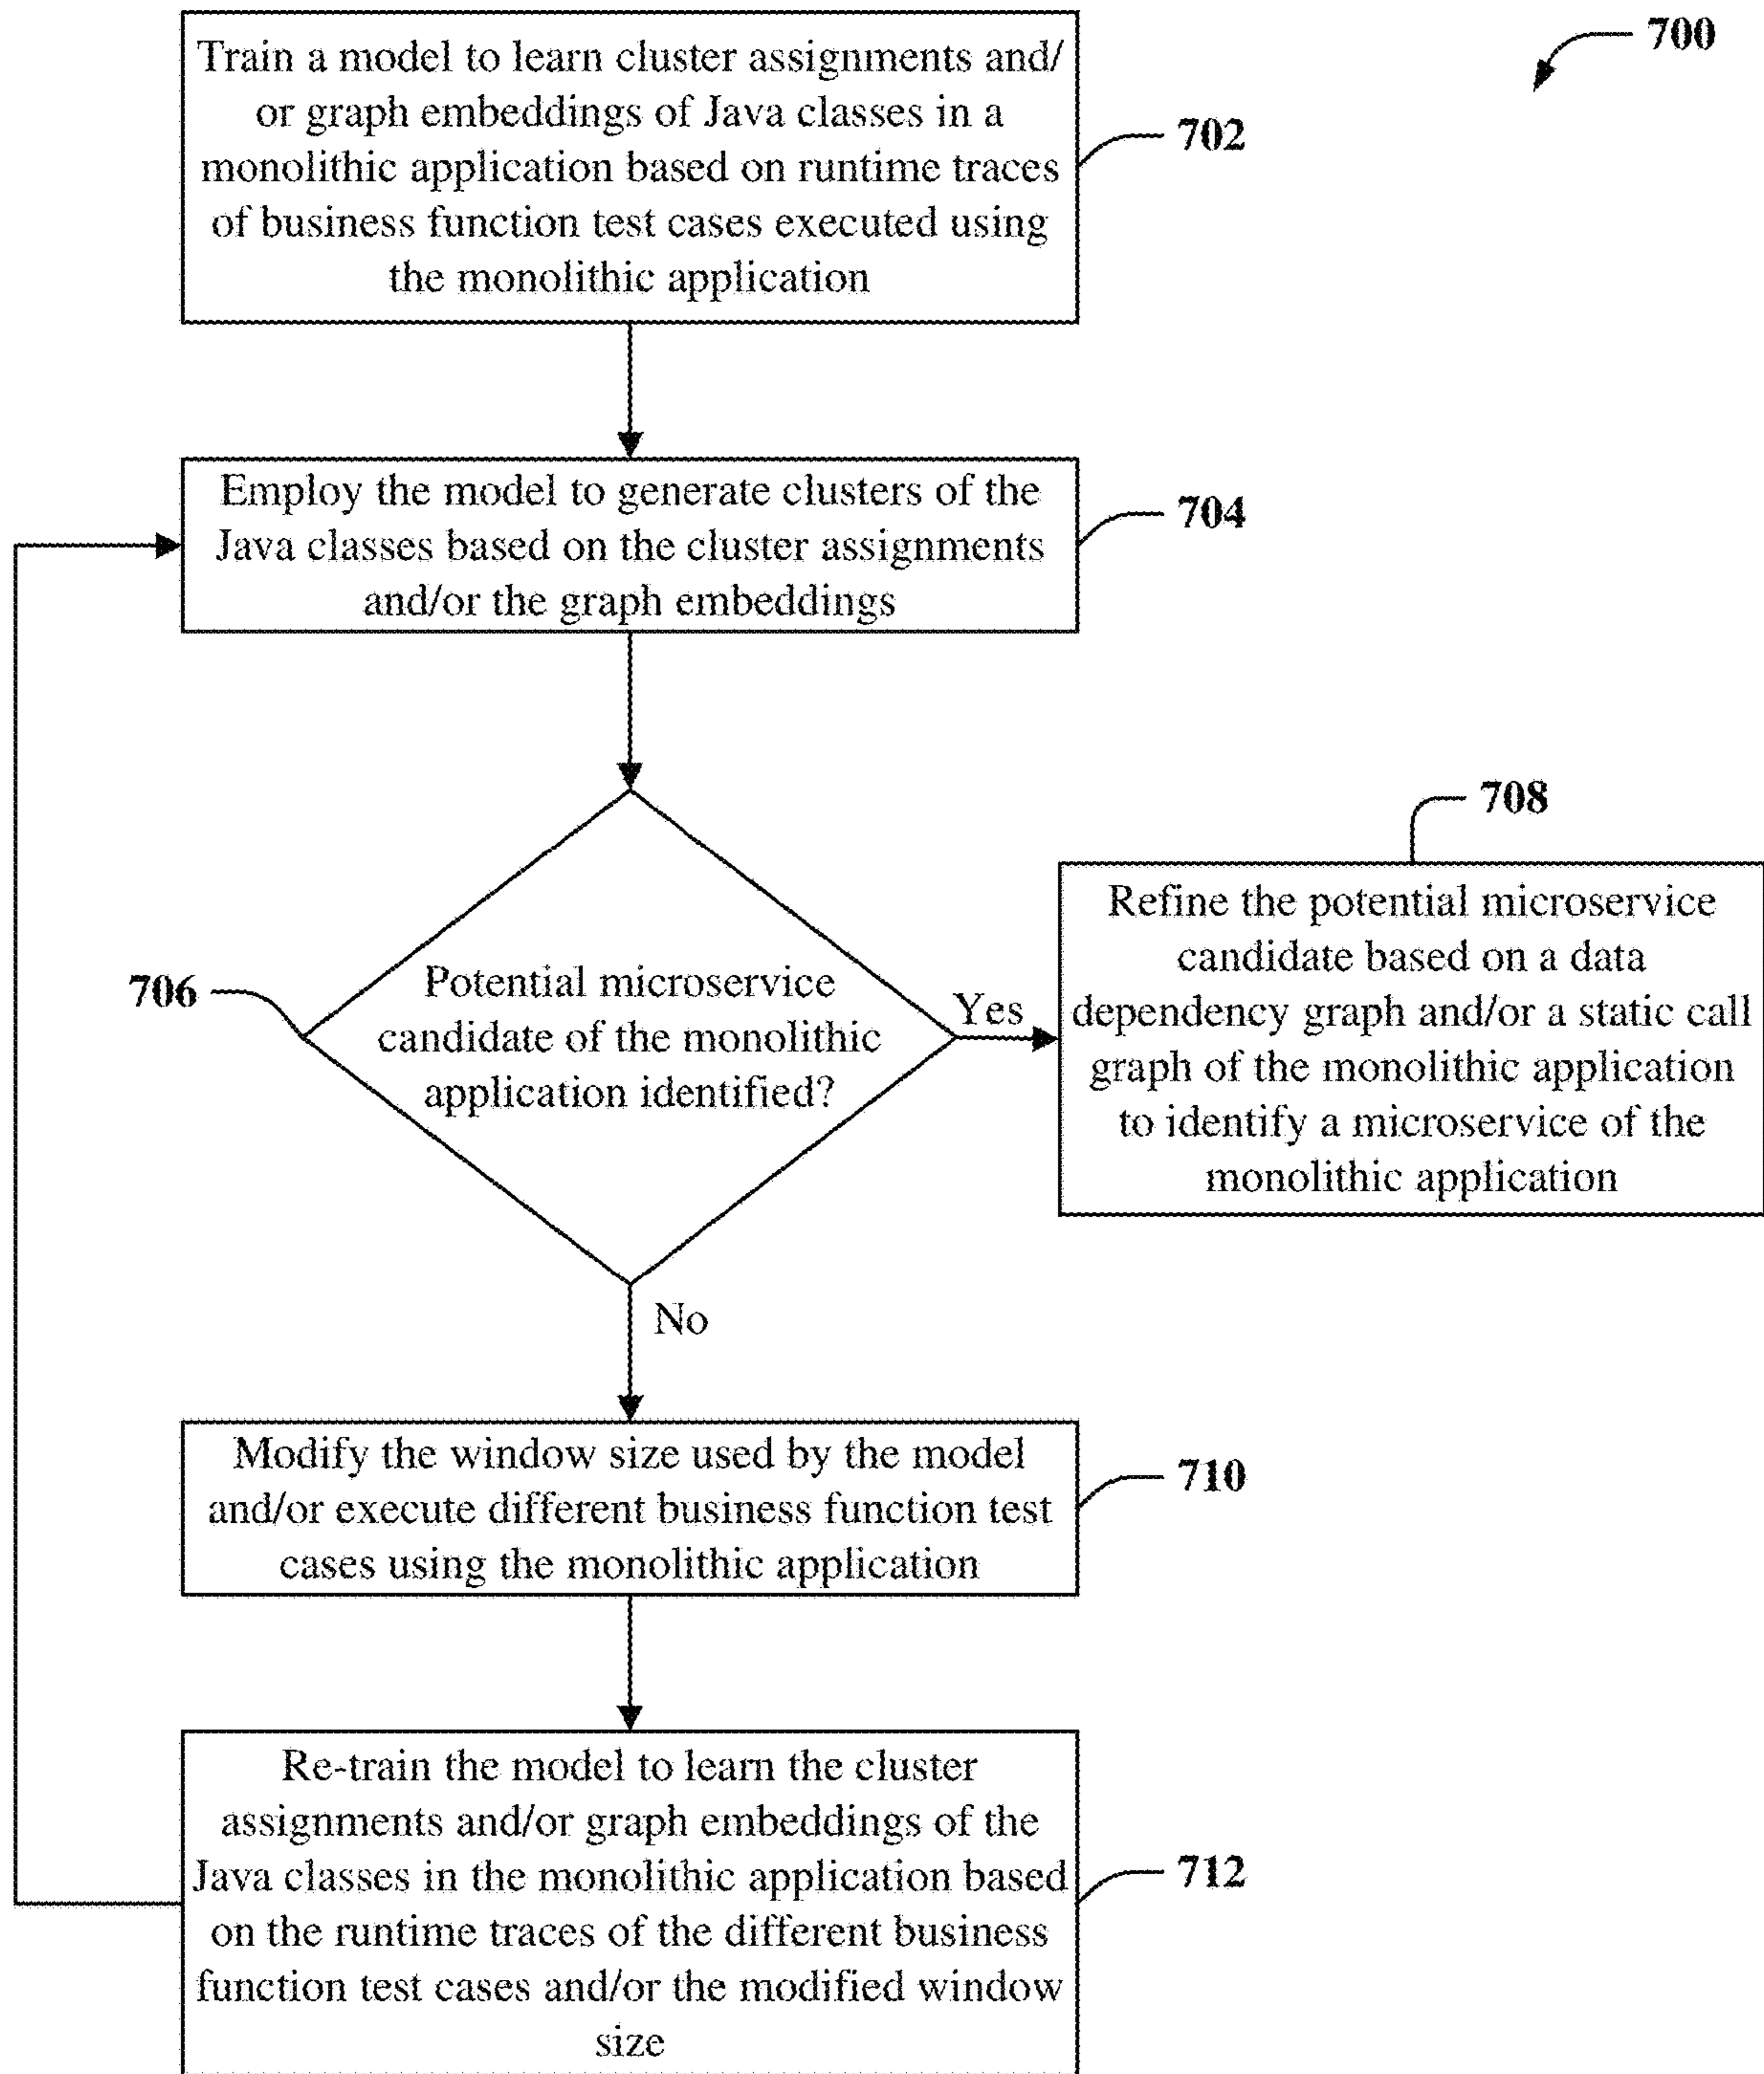 700
Train a model to learn cluster assignments and/
or graph embeddings of Java classes in a
monolithic application based on runtime traces
of business function test cases executed using
the monolithic application
702
Employ the model to generate clusters of the
Java classes based on the cluster assignments
and/or the graph embeddings
704
706
Potential microservice
candidate of the monolithic
application identified?
Yes
708
Refine the potential microservice
candidate based on a data
dependency graph and/or a static call
graph of the monolithic application
to identify a microservice of the
monolithic application
No
Modify the window size used by the model
and/or execute different business function test
cases using the monolithic application
710
Re-train the model to learn the cluster
assignments and/or graph embeddings of the
Java classes in the monolithic application based
on the runtime traces of the different business
function test cases and/or the modified window
size
712